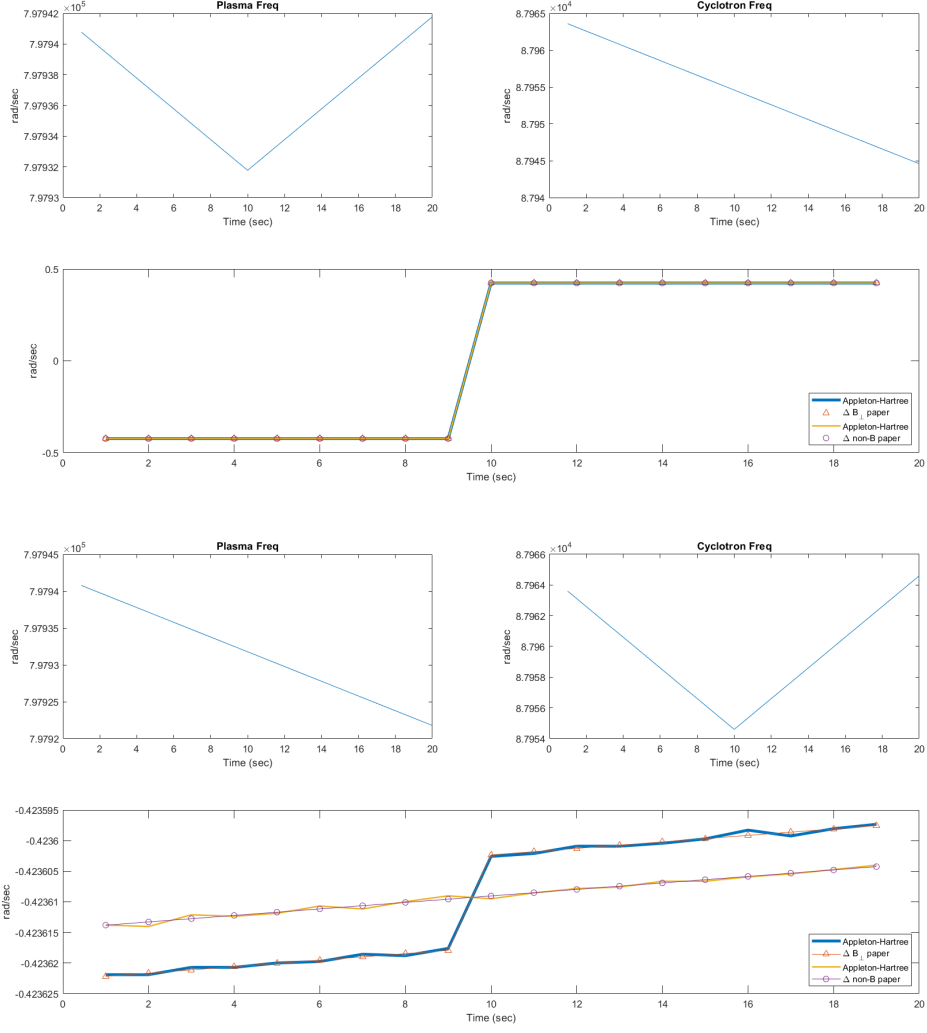 Plasma Freq
×10⁵
7.97942
7.9794
7.97938
7.97936
7.97934
7.97932
7.9793
rad/sec
0 2 4 6 8 10 12 14 16 18 20
Time (sec)
Cyclotron Freq
×10⁴
8.7965
8.796
8.7955
8.795
8.7945
8.794
rad/sec
0 2 4 6 8 10 12 14 16 18 20
Time (sec)
0.5
0
-0.5
rad/sec
0 2 4 6 8 10 12 14 16 18 20
Time (sec)
Appleton-Hartree
Δ B⊥ paper
Appleton-Hartree
Δ non-B paper
Plasma Freq
×10⁵
7.97945
7.9794
7.97935
7.9793
7.97925
7.9792
rad/sec
0 2 4 6 8 10 12 14 16 18 20
Time (sec)
Cyclotron Freq
×10⁴
8.7966
8.7964
8.7962
8.796
8.7958
8.7956
8.7954
rad/sec
0 2 4 6 8 10 12 14 16 18 20
Time (sec)
-0.423595
-0.4236
-0.423605
-0.42361
-0.423615
-0.42362
-0.423625
rad/sec
0 2 4 6 8 10 12 14 16 18 20
Time (sec)
Appleton-Hartree
Δ B⊥ paper
Appleton-Hartree
Δ non-B paper